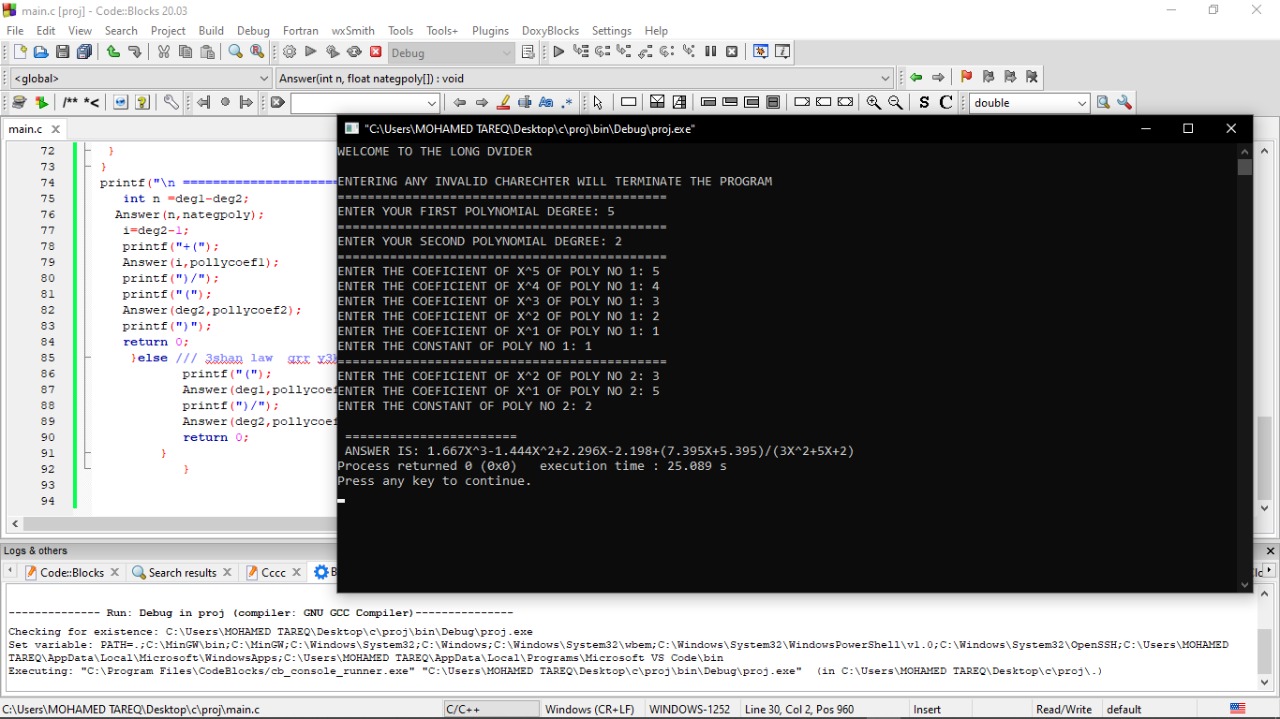 main.c [proj] - Code::Blocks 20.03
File Edit View Search Project Build Debug Fortran wxSmith Tools Tools+ Plugins DoxyBlocks Settings Help
Debug
<global> Answer(int n, float nategpoly[]) : void
/** *< Aa .* S C double
main.c
72 }
73 }
74 printf("\n =====================
75 int n =deg1-deg2;
76 Answer(n,nategpoly);
77 i=deg2-1;
78 printf("+(");
79 Answer(i,pollycoef1);
80 printf(")/");
81 printf("(");
82 Answer(deg2,pollycoef2);
83 printf(")");
84 return 0;
85 }else /// 3shan law qrr y3
86 printf("(");
87 Answer(deg1,pollycoef
88 printf(")/");
89 Answer(deg2,pollycoef
90 return 0;
91 }
92 }
93
94
"C:\Users\MOHAMED TAREQ\Desktop\c\proj\bin\Debug\proj.exe"
WELCOME TO THE LONG DVIDER
ENTERING ANY INVALID CHARECHTER WILL TERMINATE THE PROGRAM
============================================
ENTER YOUR FIRST POLYNOMIAL DEGREE: 5
============================================
ENTER YOUR SECOND POLYNOMIAL DEGREE: 2
============================================
ENTER THE COEFICIENT OF X^5 OF POLY NO 1: 5
ENTER THE COEFICIENT OF X^4 OF POLY NO 1: 4
ENTER THE COEFICIENT OF X^3 OF POLY NO 1: 3
ENTER THE COEFICIENT OF X^2 OF POLY NO 1: 2
ENTER THE COEFICIENT OF X^1 OF POLY NO 1: 1
ENTER THE CONSTANT OF POLY NO 1: 1
============================================
ENTER THE COEFICIENT OF X^2 OF POLY NO 2: 3
ENTER THE COEFICIENT OF X^1 OF POLY NO 2: 5
ENTER THE CONSTANT OF POLY NO 2: 2
=======================
ANSWER IS: 1.667X^3-1.444X^2+2.296X-2.198+(7.395X+5.395)/(3X^2+5X+2)
Process returned 0 (0x0) execution time : 25.089 s
Press any key to continue.
Logs & others
Code::Blocks Search results Cccc
-------------- Run: Debug in proj (compiler: GNU GCC Compiler)---------------
Checking for existence: C:\Users\MOHAMED TAREQ\Desktop\c\proj\bin\Debug\proj.exe
Set variable: PATH=.;C:\MinGW\bin;C:\MinGW;C:\Windows\System32;C:\Windows;C:\Windows\System32\wbem;C:\Windows\System32\WindowsPowerShell\v1.0;C:\Windows\System32\OpenSSH;C:\Users\MOHAMED
TAREQ\AppData\Local\Microsoft\WindowsApps;C:\Users\MOHAMED TAREQ\AppData\Local\Programs\Microsoft VS Code\bin
Executing: "C:\Program Files\CodeBlocks/cb_console_runner.exe" "C:\Users\MOHAMED TAREQ\Desktop\c\proj\bin\Debug\proj.exe" (in C:\Users\MOHAMED TAREQ\Desktop\c\proj\.)
C:\Users\MOHAMED TAREQ\Desktop\c\proj\main.c C/C++ Windows (CR+LF) WINDOWS-1252 Line 30, Col 2, Pos 960 Insert Read/Write default